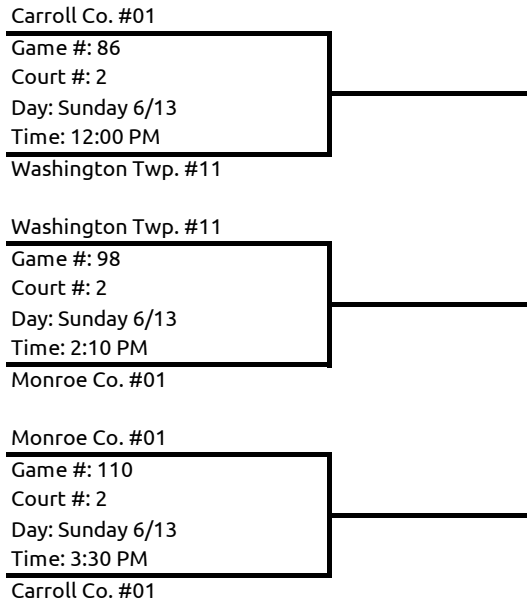 Carroll Co. #01
Game #: 86
Court #: 2
Day: Sunday 6/13
Time: 12:00 PM
Washington Twp. #11
Washington Twp. #11
Game #: 98
Court #: 2
Day: Sunday 6/13
Time: 2:10 PM
Monroe Co. #01
Monroe Co. #01
Game #: 110
Court #: 2
Day: Sunday 6/13
Time: 3:30 PM
Carroll Co. #01